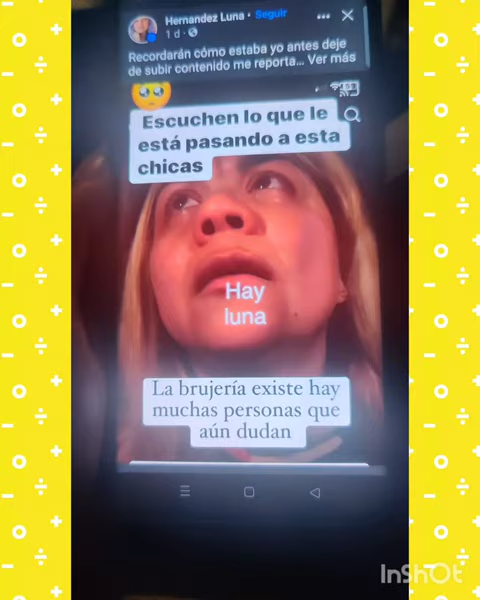 Hernandez Luna · Seguir
1 d ·
Recordarán cómo estaba yo antes deje
de subir contenido me reporta... Ver más
Escuchen lo que le
está pasando a esta
chicas
Hay
luna
La brujería existe hay
muchas personas que
aún dudan
InShOt